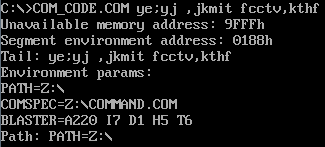 C:\>COM_CODE.COM ye;yj ,jkmit fcctv,kthf
Unavailable memory address: 9FFFh
Segment environment address: 0188h
Tail: ye;yj ,jkmit fcctv,kthf
Environment params:
PATH=Z:\
COMSPEC=Z:\COMMAND.COM
BLASTER=A220 I7 D1 H5 T6
Path: PATH=Z:\